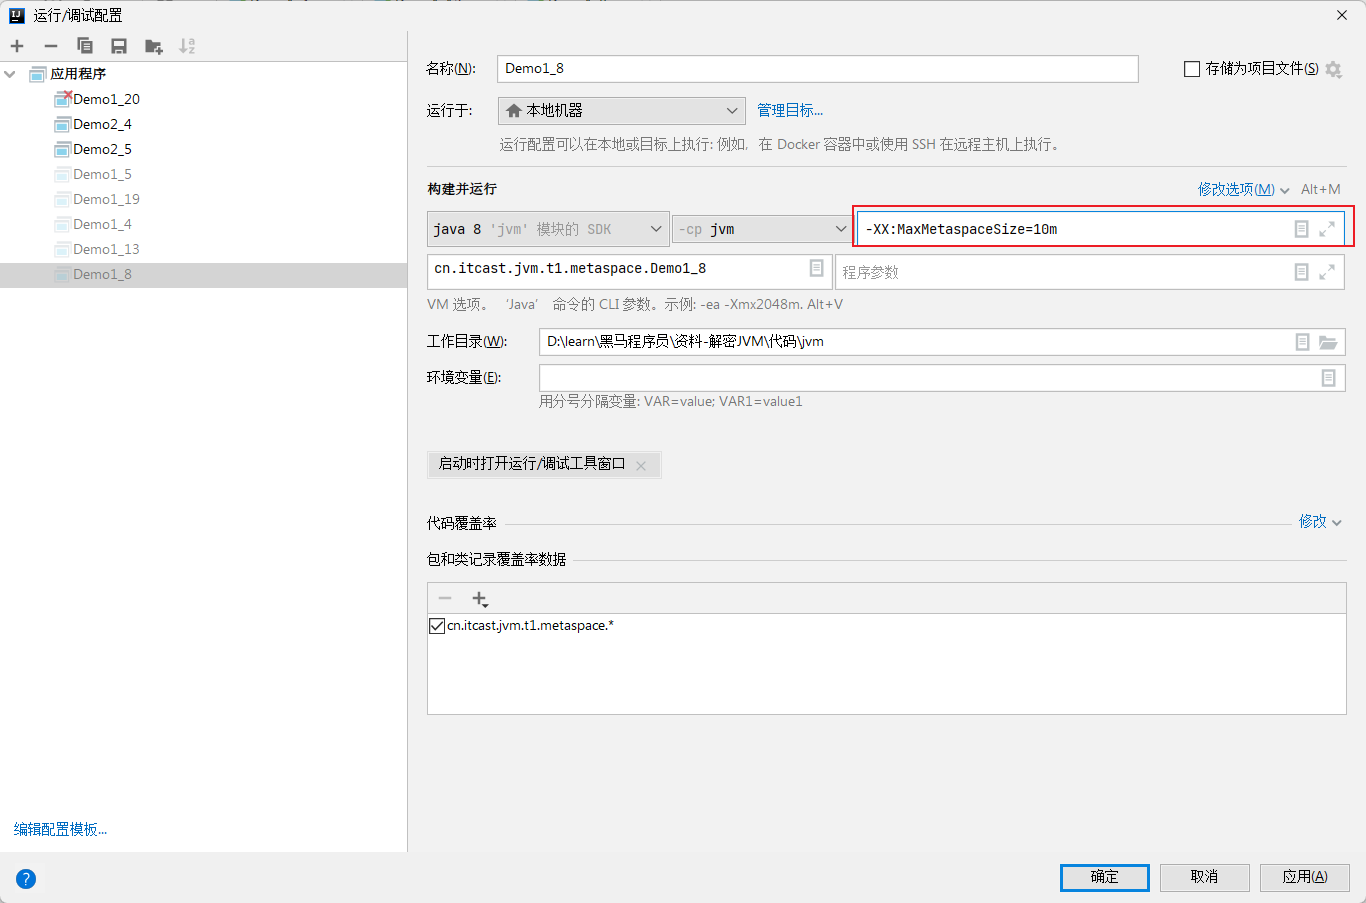 运行/调试配置
应用程序
Demo1_20
Demo2_4
Demo2_5
Demo1_5
Demo1_19
Demo1_4
Demo1_13
Demo1_8
编辑配置模板...
名称(N):
Demo1_8
存储为项目文件(S)
运行于:
本地机器
管理目标...
运行配置可以在本地或目标上执行: 例如，在 Docker 容器中或使用 SSH 在远程主机上执行。
构建并运行
修改选项(M)
Alt+M
java 8 'jvm' 模块的 SDK
-cp jvm
-XX:MaxMetaspaceSize=10m
cn.itcast.jvm.t1.metaspace.Demo1_8
程序参数
VM 选项。 'Java' 命令的 CLI 参数。示例: -ea -Xmx2048m. Alt+V
工作目录(W):
D:\learn\黑马程序员\资料-解密JVM\代码\jvm
环境变量(E):
用分号分隔变量: VAR=value; VAR1=value1
启动时打开运行/调试工具窗口
代码覆盖率
修改
包和类记录覆盖率数据
cn.itcast.jvm.t1.metaspace.*
?
确定
取消
应用(A)